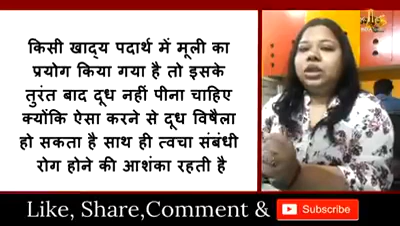 किसी खाद्य पदार्थ में मूली का
प्रयोग किया गया है तो इसके
तुरंत बाद दूध नहीं पीना चाहिए
क्योंकि ऐसा करने से दूध विषैला
हो सकता है साथ ही त्वचा संबंधी
रोग होने की आशंका रहती है
Like, Share,Comment & Subscribe